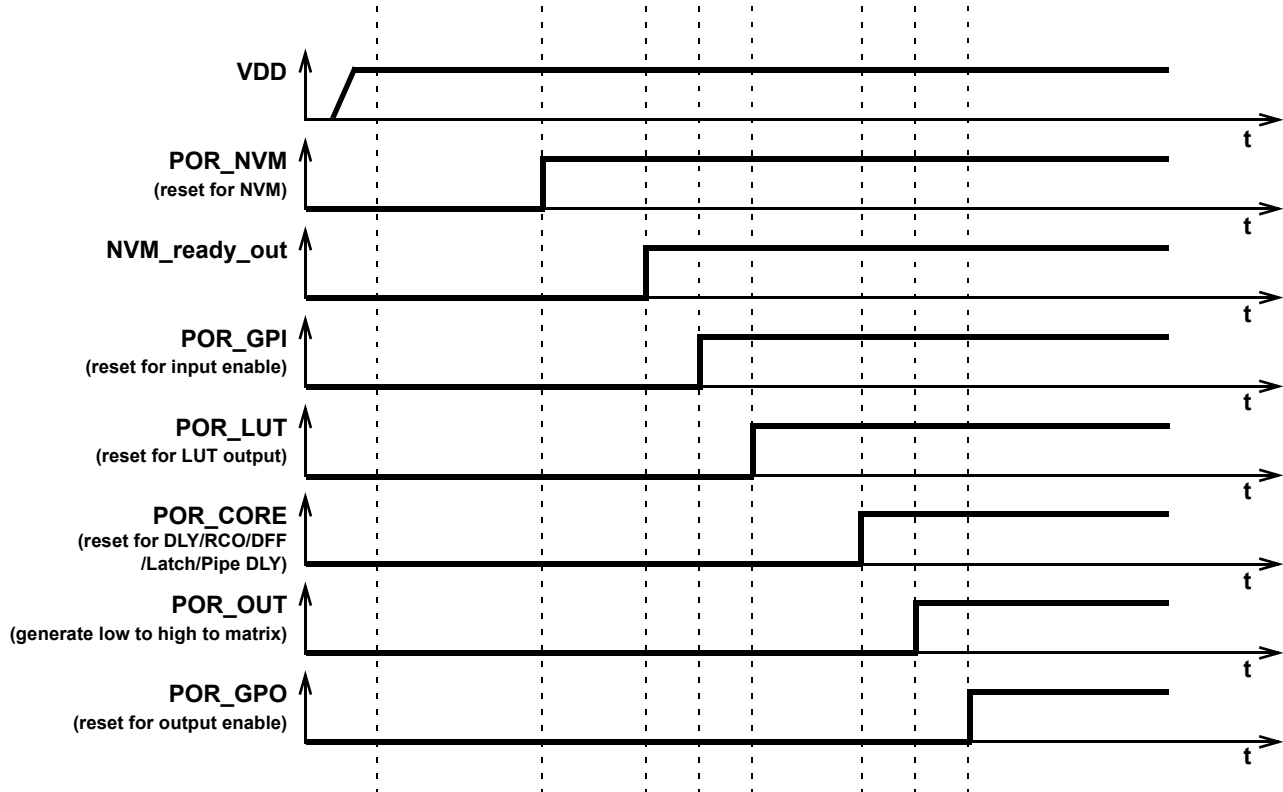 VDD
t
POR_NVM
(reset for NVM)
t
NVM_ready_out
t
POR_GPI
(reset for input enable)
t
POR_LUT
(reset for LUT output)
t
POR_CORE
(reset for DLY/RCO/DFF
/Latch/Pipe DLY)
t
POR_OUT
(generate low to high to matrix)
t
POR_GPO
(reset for output enable)
t